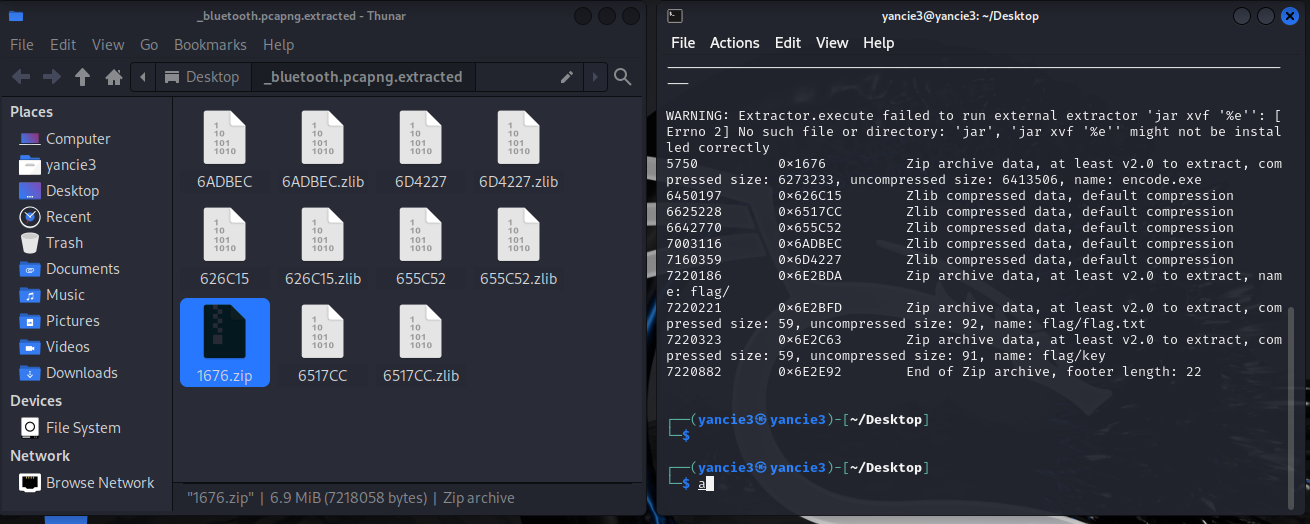 _bluetooth.pcapng.extracted - Thunar
File Edit View Go Bookmarks Help
Desktop _bluetooth.pcapng.extracted
Places
Computer
yancie3
Desktop
Recent
Trash
Documents
Music
Pictures
Videos
Downloads
Devices
File System
Network
Browse Network
6ADBEC 6ADBEC.zlib 6D4227 6D4227.zlib
626C15 626C15.zlib 655C52 655C52.zlib
1676.zip 6517CC 6517CC.zlib
"1676.zip" | 6.9 MiB (7218058 bytes) | Zip archive
yancie3@yancie3: ~/Desktop
File Actions Edit View Help
WARNING: Extractor.execute failed to run external extractor 'jar xvf '%e'': [
Errno 2] No such file or directory: 'jar', 'jar xvf '%e'' might not be instal
led correctly
5750 0×1676 Zip archive data, at least v2.0 to extract, com
pressed size: 6273233, uncompressed size: 6413506, name: encode.exe
6450197 0×626C15 Zlib compressed data, default compression
6625228 0×6517CC Zlib compressed data, default compression
6642770 0×655C52 Zlib compressed data, default compression
7003116 0×6ADBEC Zlib compressed data, default compression
7160359 0×6D4227 Zlib compressed data, default compression
7220186 0×6E2BDA Zip archive data, at least v2.0 to extract, nam
e: flag/
7220221 0×6E2BFD Zip archive data, at least v2.0 to extract, com
pressed size: 59, uncompressed size: 92, name: flag/flag.txt
7220323 0×6E2C63 Zip archive data, at least v2.0 to extract, com
pressed size: 59, uncompressed size: 91, name: flag/key
7220882 0×6E2E92 End of Zip archive, footer length: 22
┌──(yancie3㉿yancie3)-[~/Desktop]
└─$
┌──(yancie3㉿yancie3)-[~/Desktop]
└─$ a